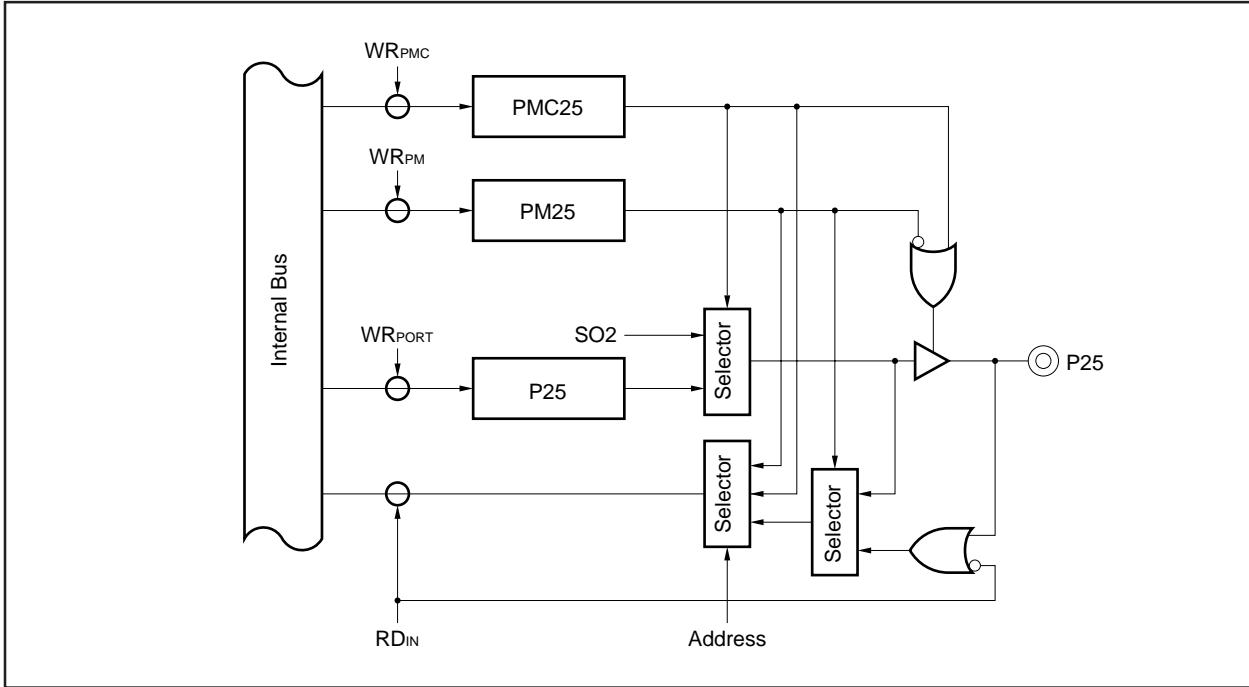 WRPMC
PMC25
WRPM
PM25
Internal Bus
SO2
Selector
WRPORT
P25
P25
Selector
Selector
RDIN
Address